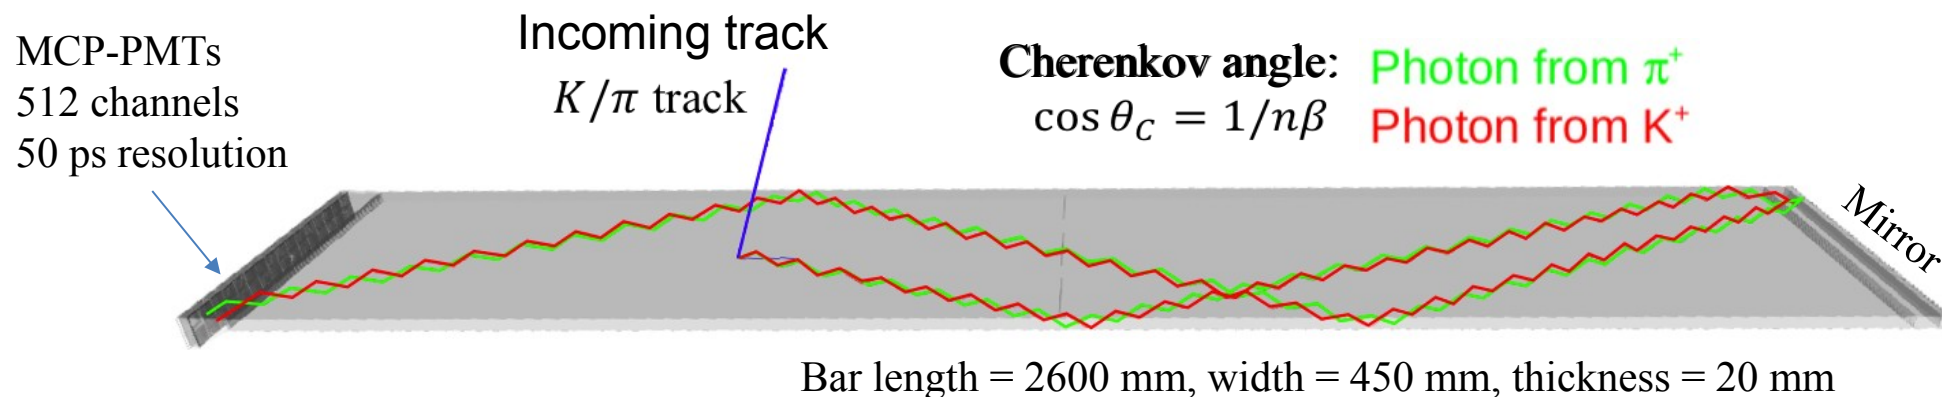 MCP-PMTs
512 channels
50 ps resolution
Incoming track
K/π track
Cherenkov angle:
cos θ_C = 1/nβ
Photon from π⁺
Photon from K⁺
Mirror
Bar length = 2600 mm, width = 450 mm, thickness = 20 mm